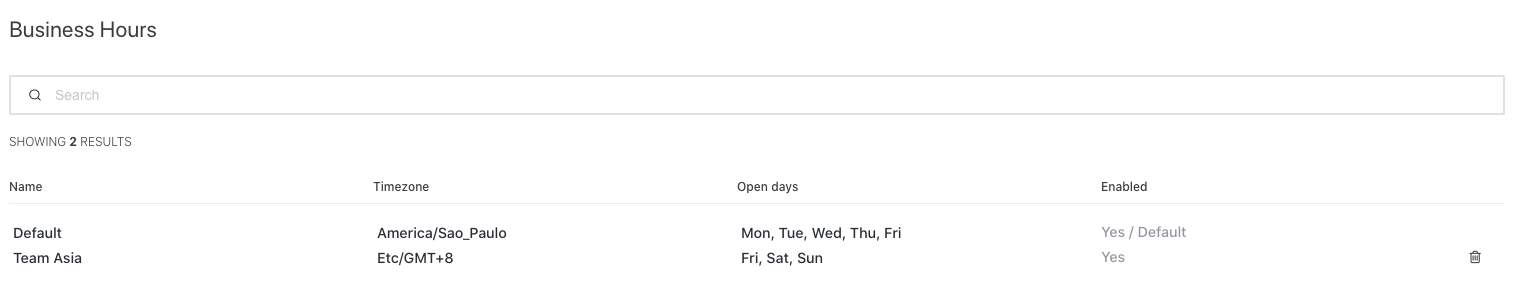 Business Hours
Search
SHOWING 2 RESULTS
Name Timezone Open days Enabled
Default America/Sao_Paulo Mon, Tue, Wed, Thu, Fri Yes / Default
Team Asia Etc/GMT+8 Fri, Sat, Sun Yes